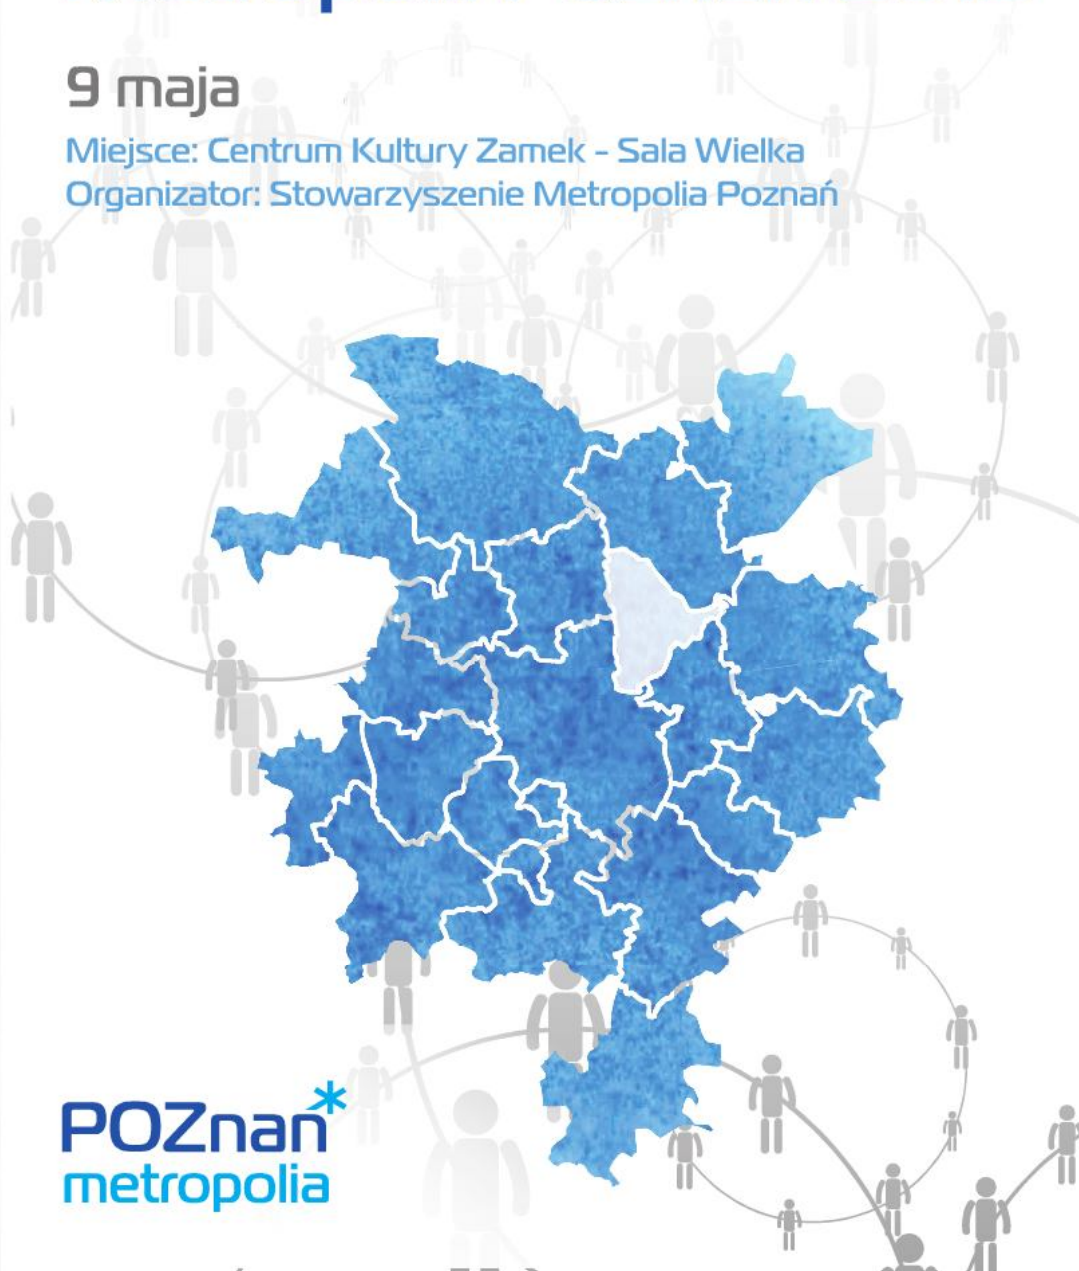 9 maja
Miejsce: Centrum Kultury Zamek - Sala Wielka
Organizator: Stowarzyszenie Metropolia Poznań
POZnan*
metropolia